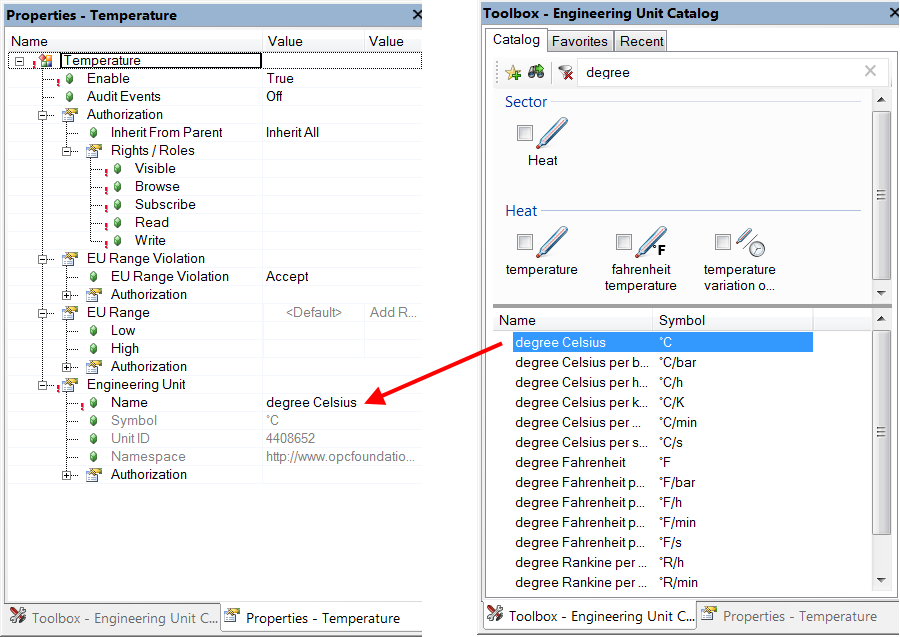 Properties - Temperature
Name Value Value
Temperature
Enable True
Audit Events Off
Authorization
Inherit From Parent Inherit All
Rights / Roles
Visible
Browse
Subscribe
Read
Write
EU Range Violation
EU Range Violation Accept
Authorization
EU Range <Default> Add R...
Low
High
Authorization
Engineering Unit
Name degree Celsius
Symbol °C
Unit ID 4408652
Namespace http://www.opcfoundatio...
Authorization
Toolbox - Engineering Unit C... Properties - Temperature
Toolbox - Engineering Unit Catalog
Catalog Favorites Recent
degree
Sector
Heat
Heat
°F
temperature fahrenheit temperature
temperature variation o...
Name Symbol
degree Celsius °C
degree Celsius per b... °C/bar
degree Celsius per h... °C/h
degree Celsius per k... °C/K
degree Celsius per ... °C/min
degree Celsius per s... °C/s
degree Fahrenheit °F
degree Fahrenheit p... °F/bar
degree Fahrenheit p... °F/h
degree Fahrenheit p... °F/min
degree Fahrenheit p... °F/s
degree Rankine per ... °R/h
degree Rankine per ... °R/min
Toolbox - Engineering Unit C... Properties - Temperature